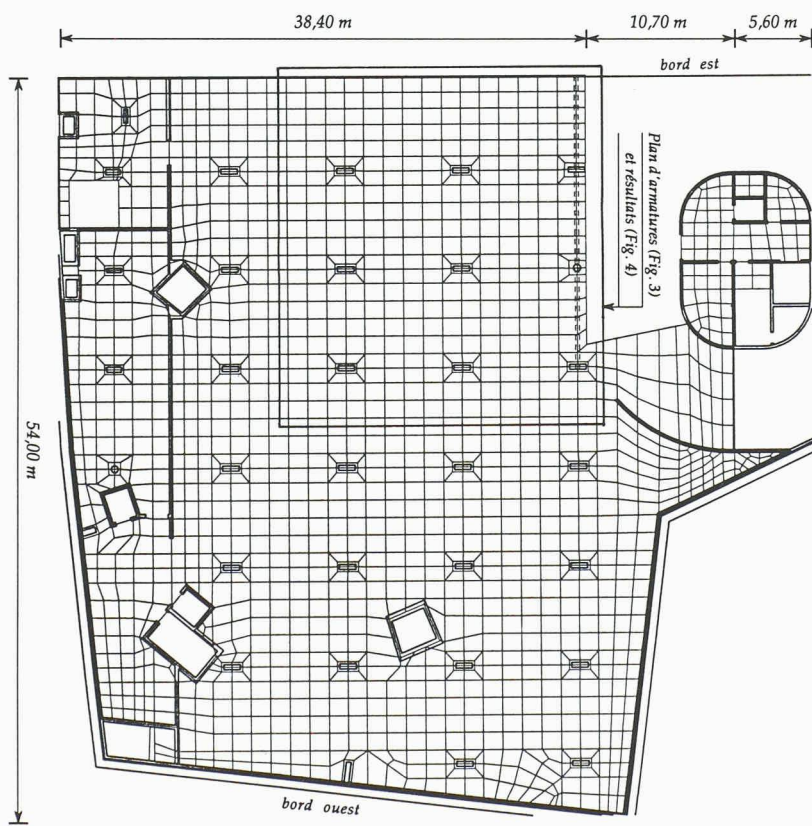 38,40 m
10,70 m
5,60 m
bord est
Plan d'armatures (Fig. 3)
et résultats (Fig. 4)
54,00 m
bord ouest